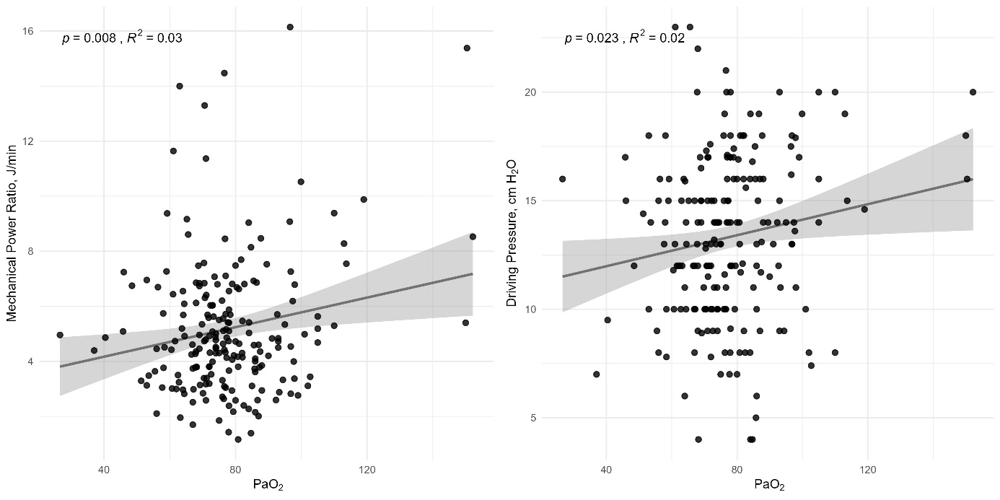 p = 0.008 , R² = 0.03
16
12
8
4
Mechanical Power Ratio, J/min
40
80
120
PaO₂
p = 0.023 , R² = 0.02
20
15
10
5
Driving Pressure, cm H₂O
40
80
120
PaO₂